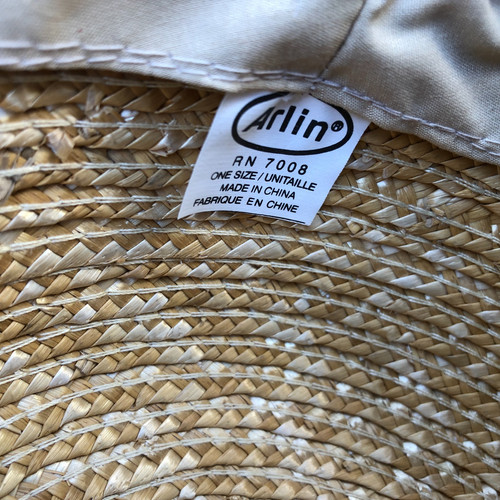 Arlin®
RN 7008
ONE SIZE / UNITAILLE
MADE IN CHINA
FABRIQUE EN CHINE